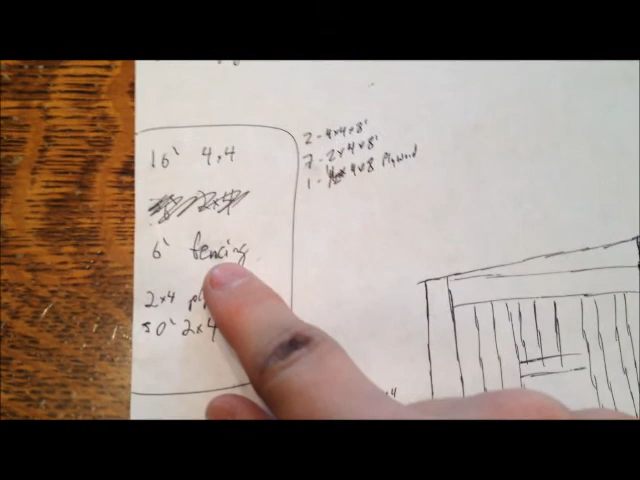 16' 4x4
6' fencing
2x4
50' 2x4
2 - 4x4x8'
7 - 2x4x8'
1 - 4x8 Plywood